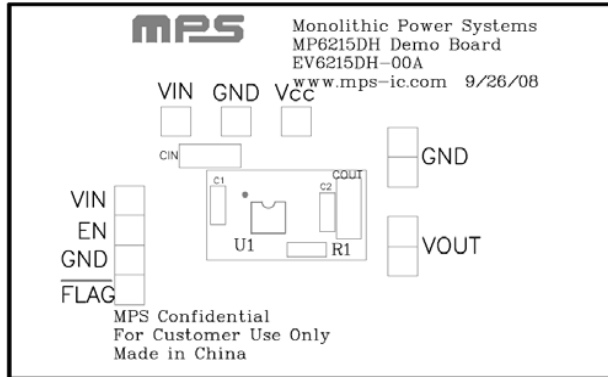 mps
Monolithic Power Systems
MP6215DH Demo Board
EV6215DH-00A
www.mps-ic.com 9/26/08
VIN GND Vcc
CIN
GND
C1
C2
COUT
U1
R1
VIN
EN
GND
FLAG
VOUT
MPS Confidential
For Customer Use Only
Made in China